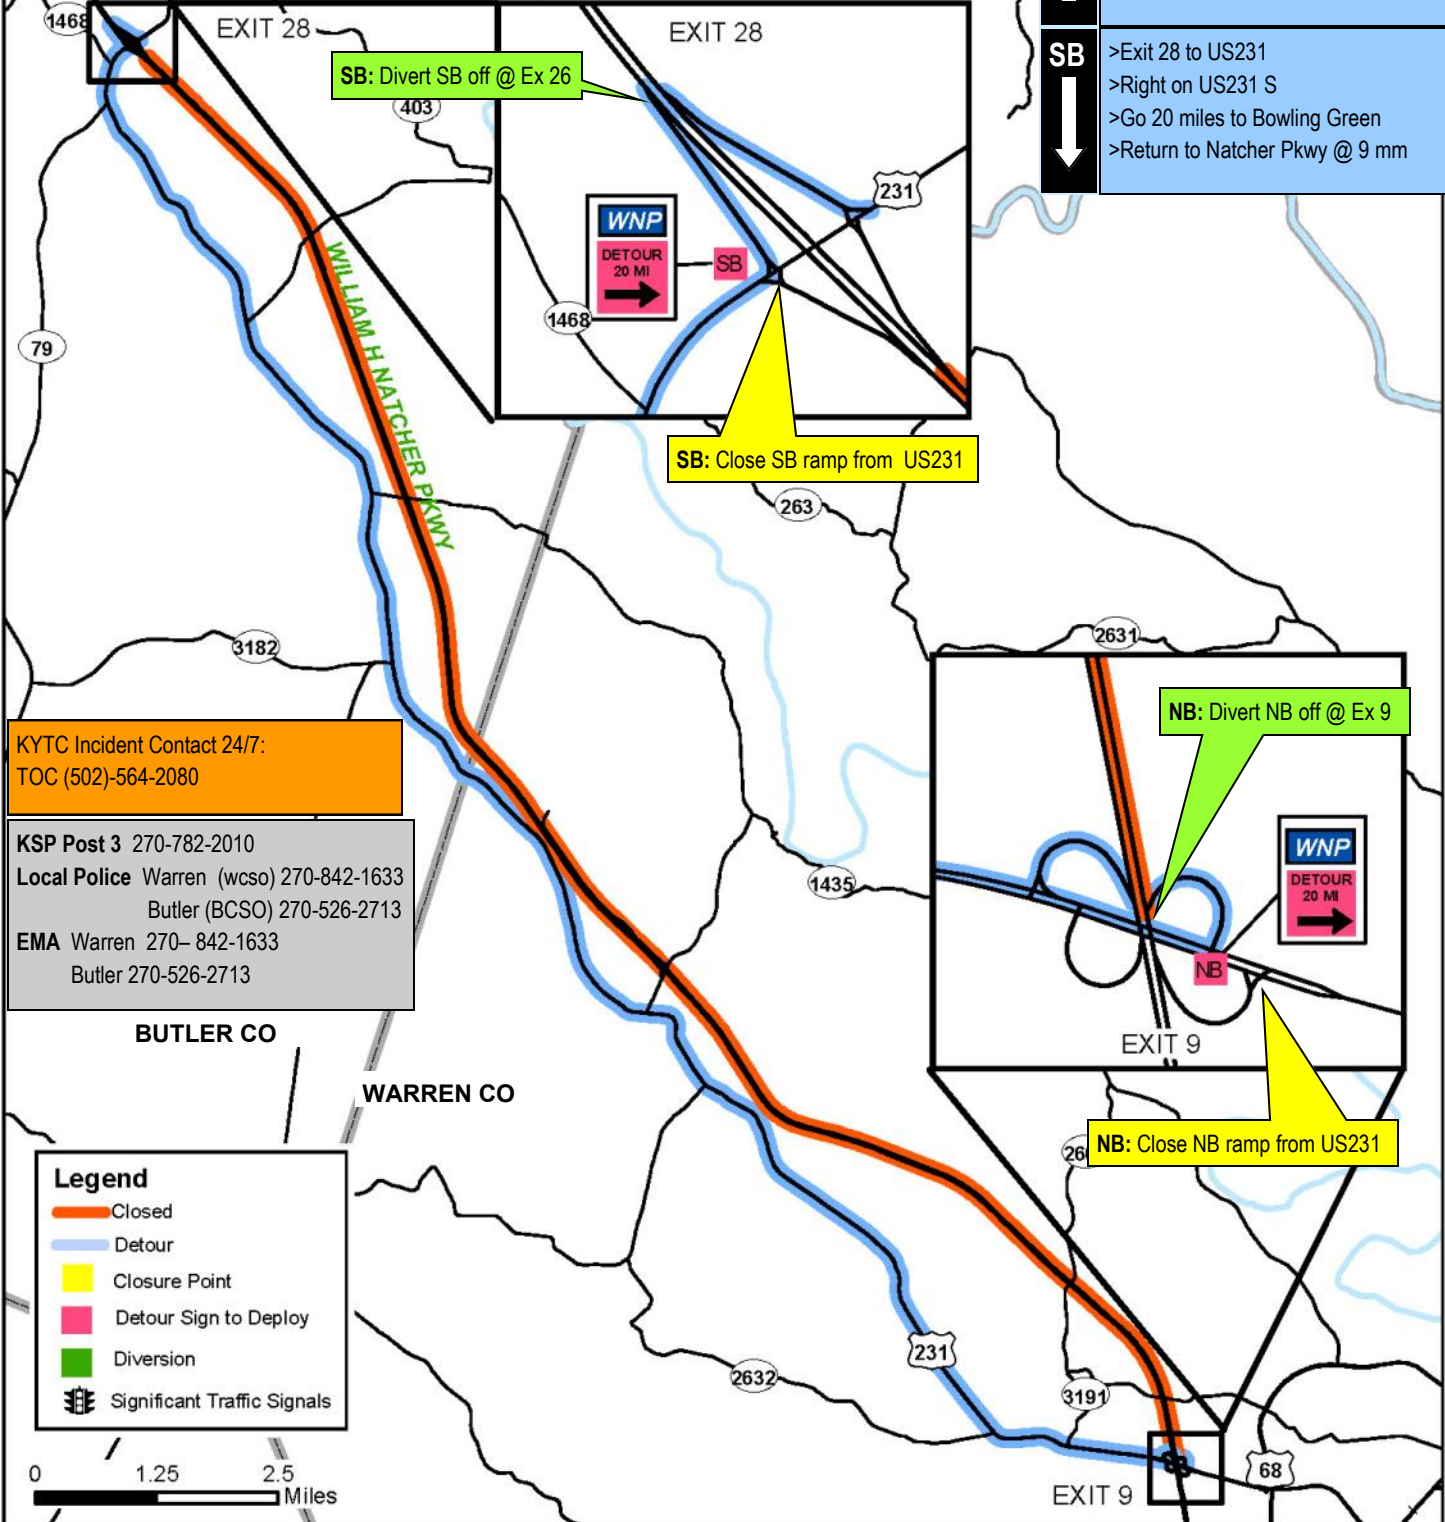 1468
EXIT 28
SB: Divert SB off @ Ex 26
403
EXIT 28
231
WNP
DETOUR
20 MI
SB
1468
SB: Close SB ramp from US231
SB
>Exit 28 to US231
>Right on US231 S
>Go 20 miles to Bowling Green
>Return to Natcher Pkwy @ 9 mm
79
WILLIAM H NATCHER PKWY
263
3182
2631
NB: Divert NB off @ Ex 9
WNP
DETOUR
20 MI
NB
EXIT 9
NB: Close NB ramp from US231
KYTC Incident Contact 24/7:
TOC (502)-564-2080
KSP Post 3 270-782-2010
Local Police Warren (wcso) 270-842-1633
Butler (BCSO) 270-526-2713
EMA Warren 270– 842-1633
Butler 270-526-2713
1435
BUTLER CO
WARREN CO
Legend
Closed
Detour
Closure Point
Detour Sign to Deploy
Diversion
Significant Traffic Signals
0 1.25 2.5
Miles
231
2632
3191
68
EXIT 9